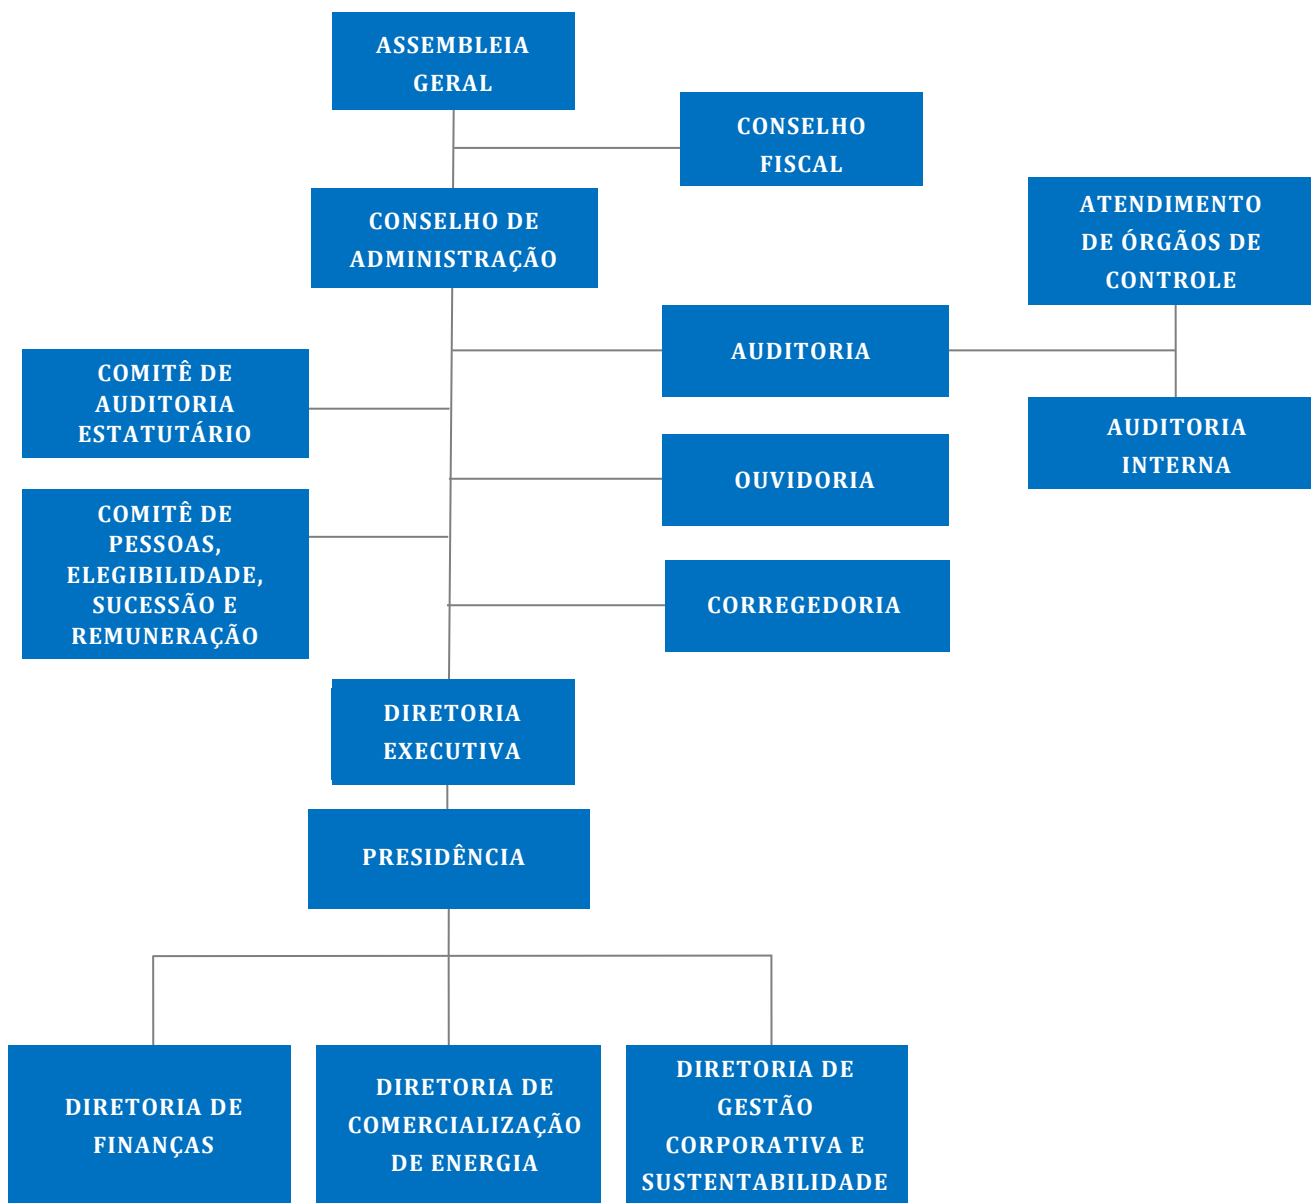 ASSEMBLEIA
GERAL
CONSELHO
FISCAL
CONSELHO DE
ADMINISTRAÇÃO
ATENDIMENTO
DE ÓRGÃOS DE
CONTROLE
AUDITORIA
COMITÊ DE
AUDITORIA
ESTATUTÁRIO
AUDITORIA
INTERNA
OUVIDORIA
COMITÊ DE
PESSOAS,
ELEGIBILIDADE,
SUCESSÃO E
REMUNERAÇÃO
CORREGEDORIA
DIRETORIA
EXECUTIVA
PRESIDÊNCIA
DIRETORIA DE
FINANÇAS
DIRETORIA DE
COMERCIALIZAÇÃO
DE ENERGIA
DIRETORIA DE
GESTÃO
CORPORATIVA E
SUSTENTABILIDADE